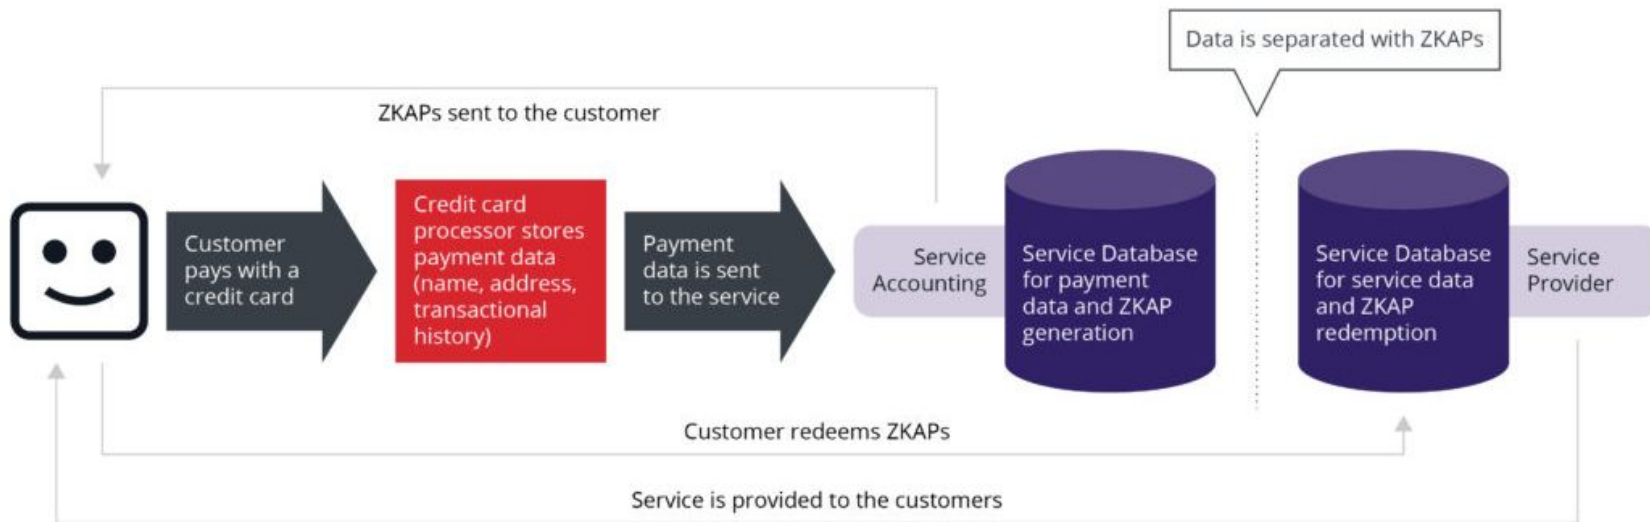 Data is separated with ZKAPs
ZKAPs sent to the customer
Customer
pays with a
credit card
Credit card
processor stores
payment data
(name, address,
transactional
history)
Payment
data is sent
to the service
Service
Accounting
Service Database
for payment
data and ZKAP
generation
Service Database
for service data
and ZKAP
redemption
Service
Provider
Customer redeems ZKAPs
Service is provided to the customers